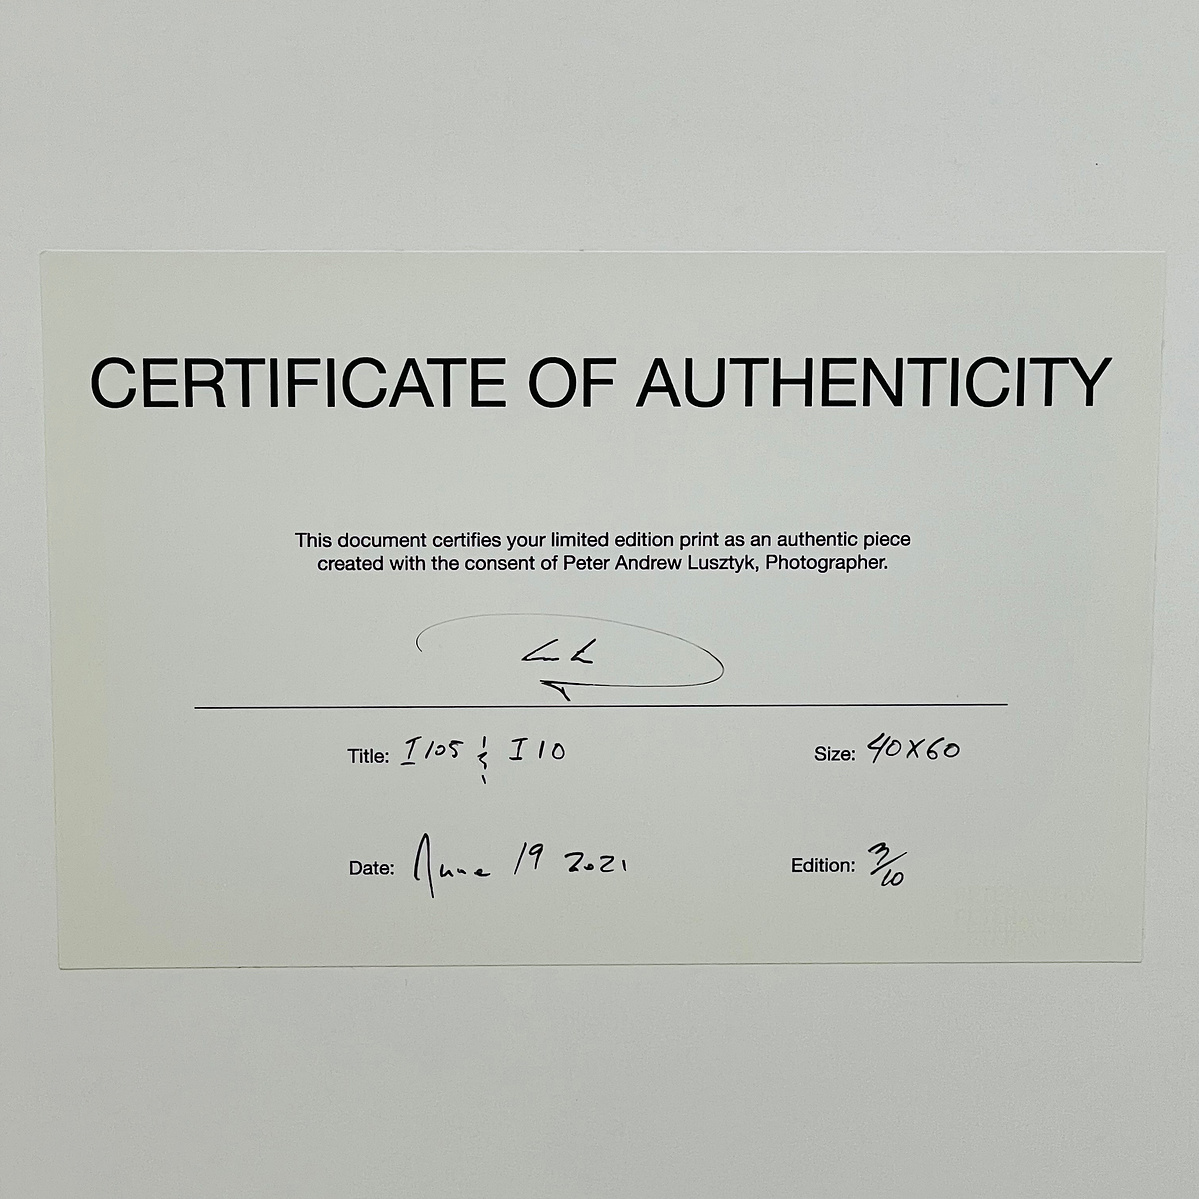 CERTIFICATE OF AUTHENTICITY
This document certifies your limited edition print as an authentic piece
created with the consent of Peter Andrew Lusztyk, Photographer.
Title: I105 & I10
Size: 40X60
Date: June 19 2021
Edition: 3/10